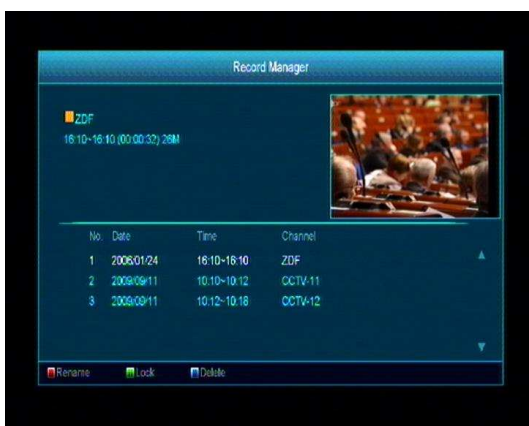 Record Manager
ZDF
16:10~16:10 (00:00:32) 26M
No. Date Time Channel
1 2006/01/24 16:10~16:10 ZDF
2 2009/09/11 10:10~10:12 CCTV-11
3 2009/09/11 10:12~10:18 CCTV-12
Rename Lock Delete